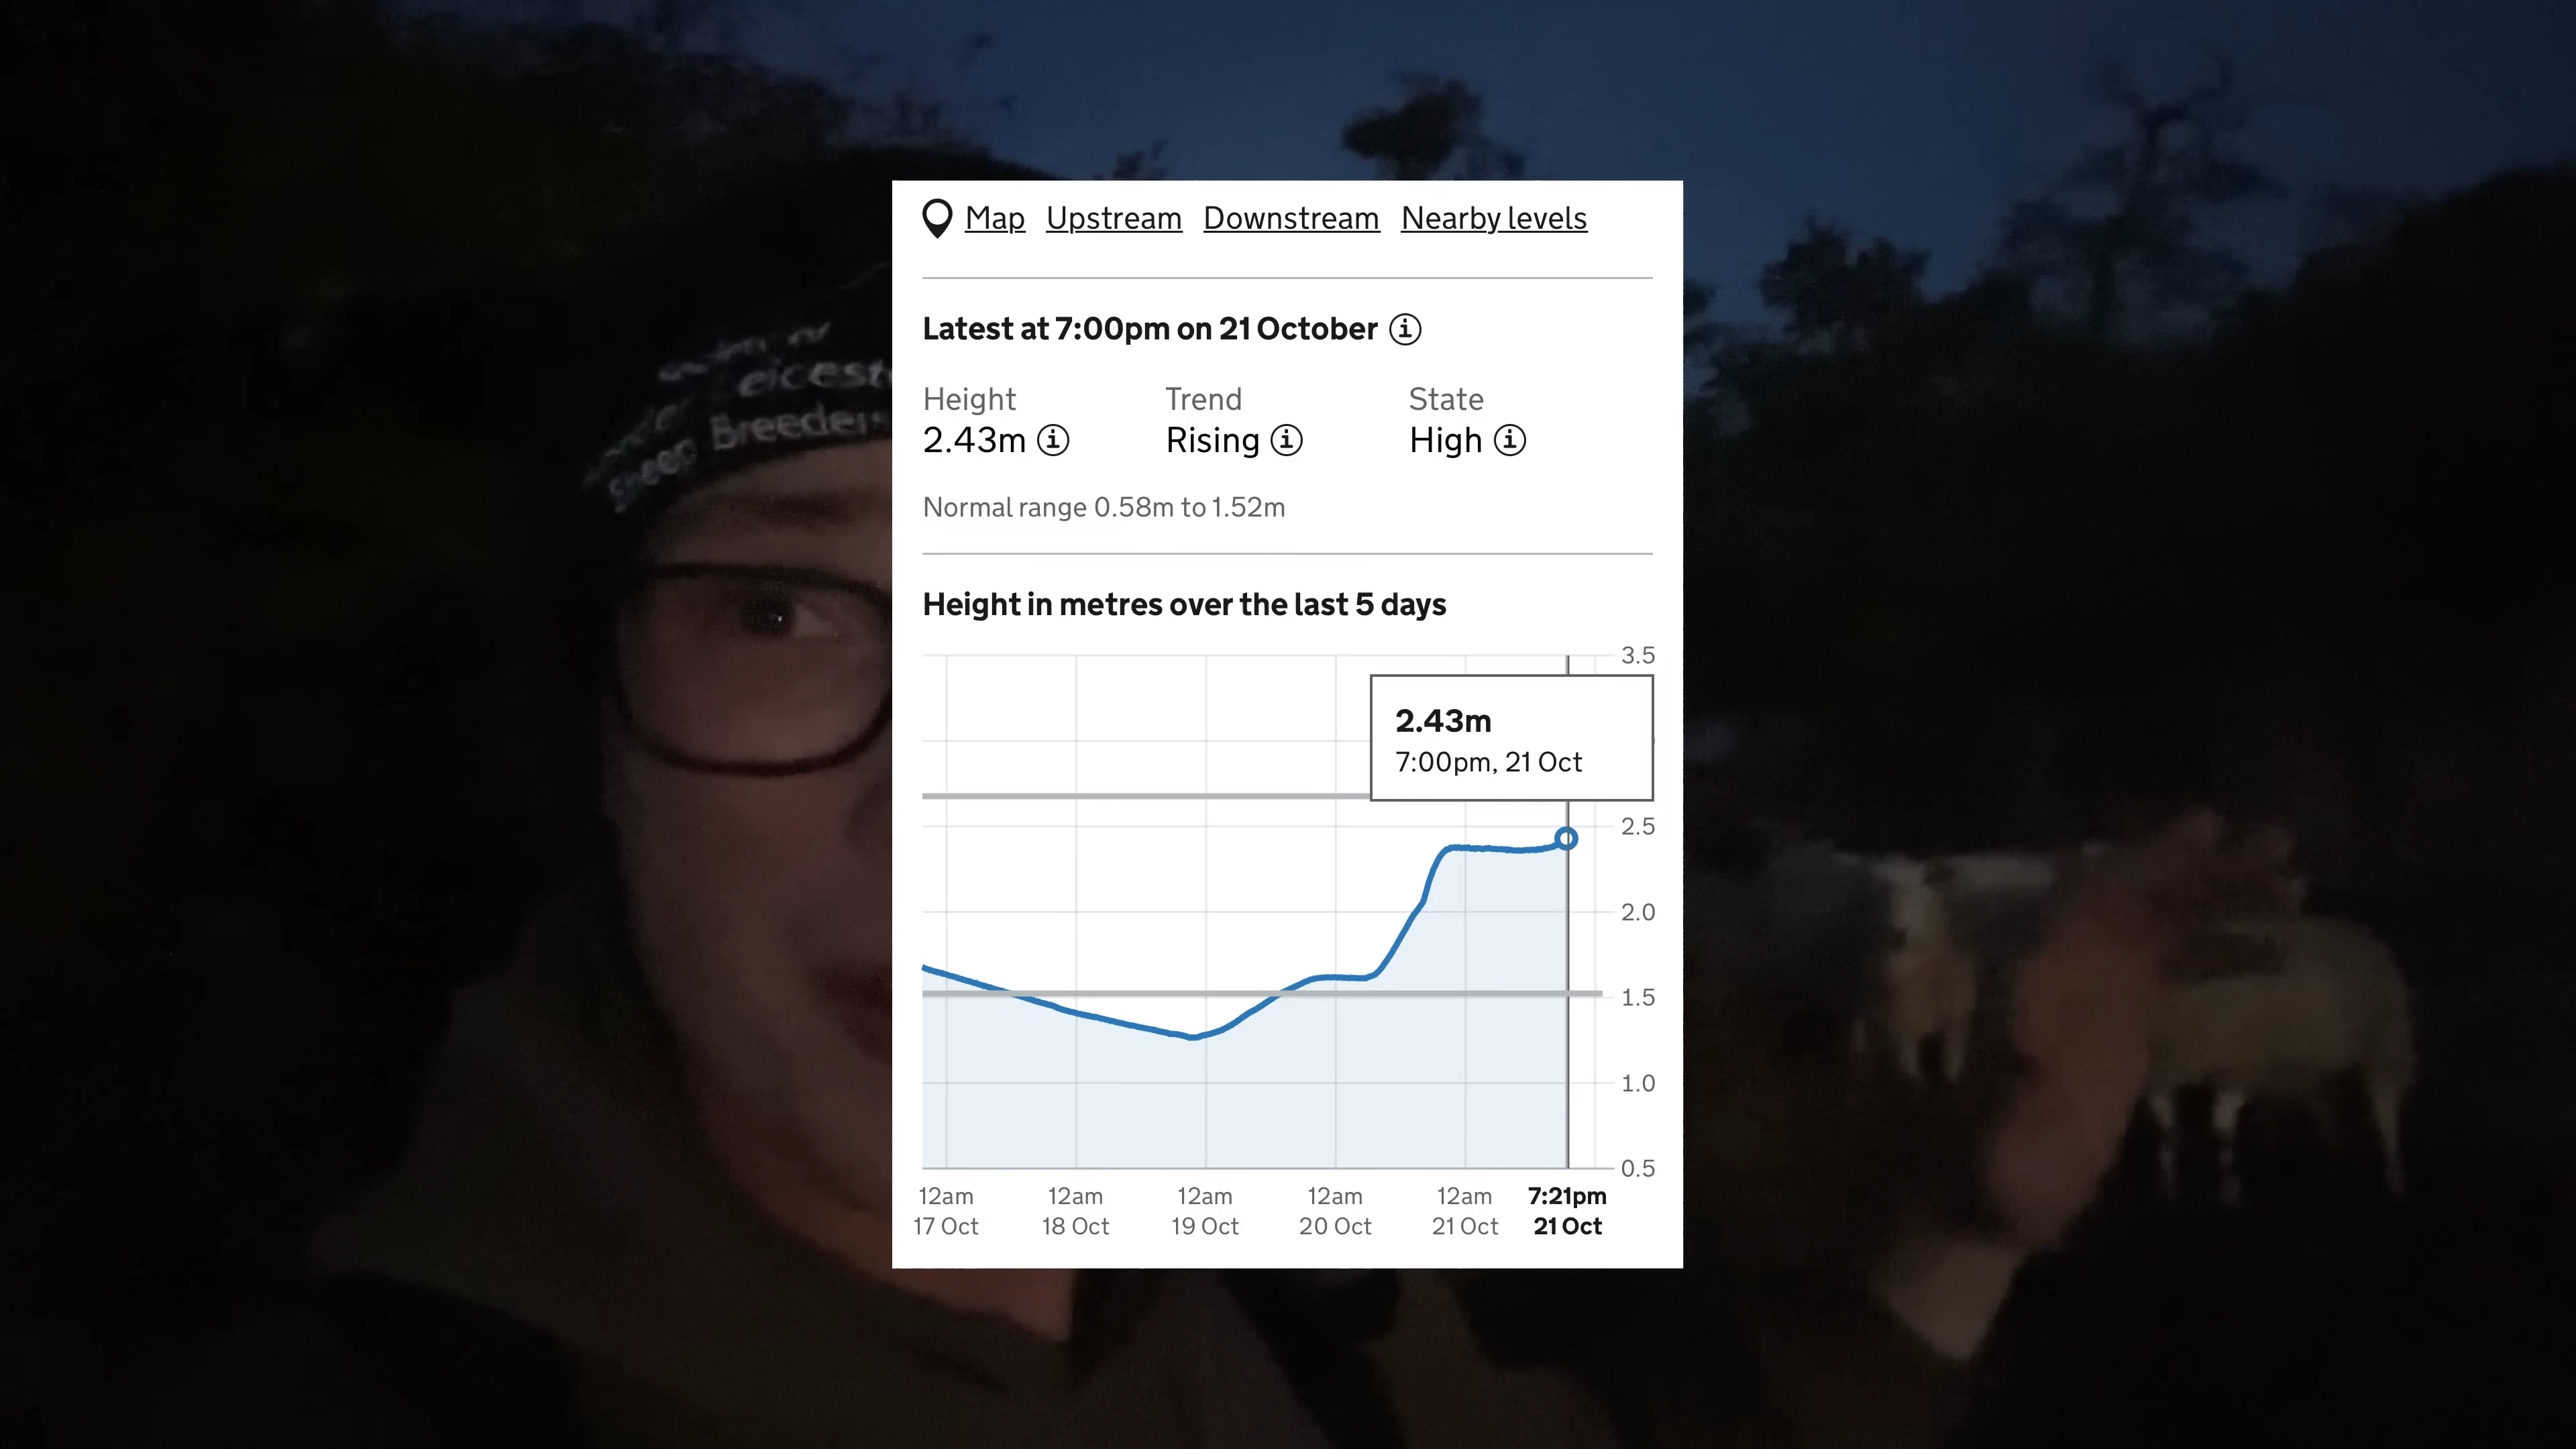 Map Upstream Downstream Nearby levels
Latest at 7:00pm on 21 October
Height Trend State
2.43m Rising High
Normal range 0.58m to 1.52m
Height in metres over the last 5 days
3.5
2.43m
7:00pm, 21 Oct
2.5
2.0
1.5
1.0
0.5
12am 12am 12am 12am 12am 7:21pm
17 Oct 18 Oct 19 Oct 20 Oct 21 Oct 21 Oct
Breeders
Sheep